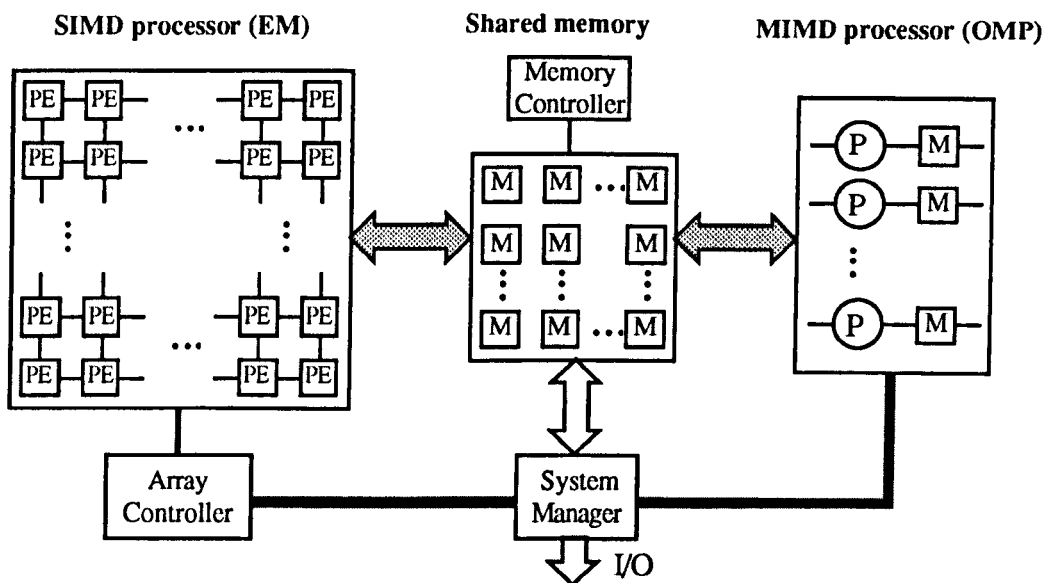 SIMD processor (EM)
Shared memory
MIMD processor (OMP)
Memory
Controller
PE PE PE PE
PE PE PE PE
PE PE PE PE
PE PE PE PE
M M M
M M M
M M M
P M
P M
P M
Array
Controller
System
Manager
I/O